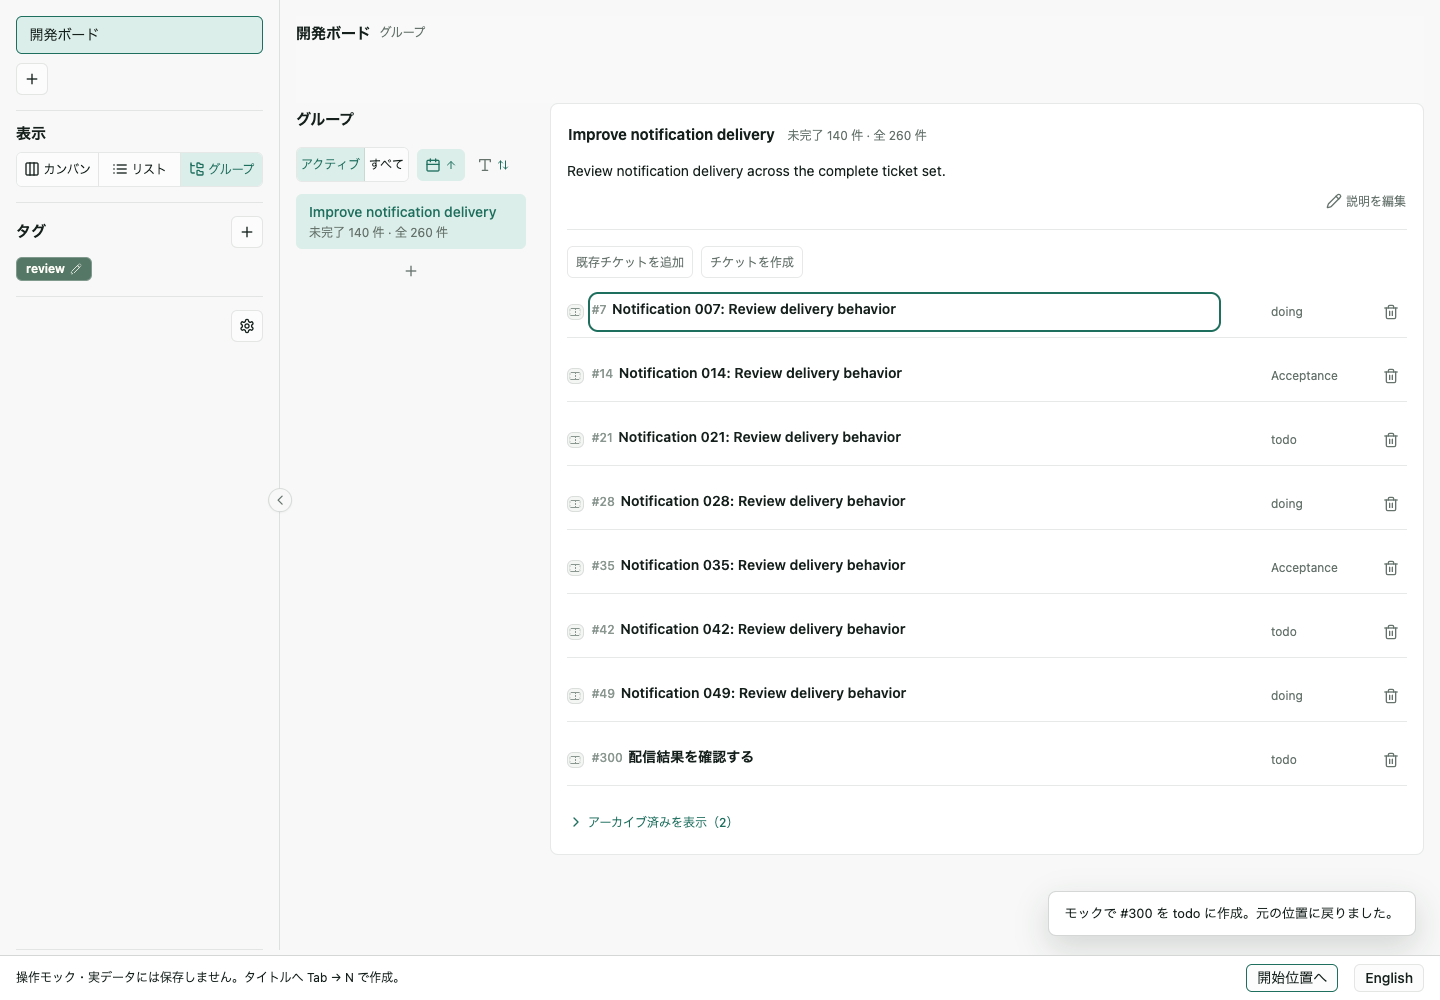 開発ボード
表示
カンバン
リスト
グループ
タグ
review
開発ボード グループ
グループ
アクティブ
すべて
Improve notification delivery
未完了 140 件 · 全 260 件
Improve notification delivery 未完了 140 件 · 全 260 件
Review notification delivery across the complete ticket set.
説明を編集
既存チケットを追加
チケットを作成
#7 Notification 007: Review delivery behavior doing
#14 Notification 014: Review delivery behavior Acceptance
#21 Notification 021: Review delivery behavior todo
#28 Notification 028: Review delivery behavior doing
#35 Notification 035: Review delivery behavior Acceptance
#42 Notification 042: Review delivery behavior todo
#49 Notification 049: Review delivery behavior doing
#300 配信結果を確認する todo
アーカイブ済みを表示（2）
モックで #300 を todo に作成。元の位置に戻りました。
操作モック・実データには保存しません。タイトルへ Tab → N で作成。
開始位置へ
English